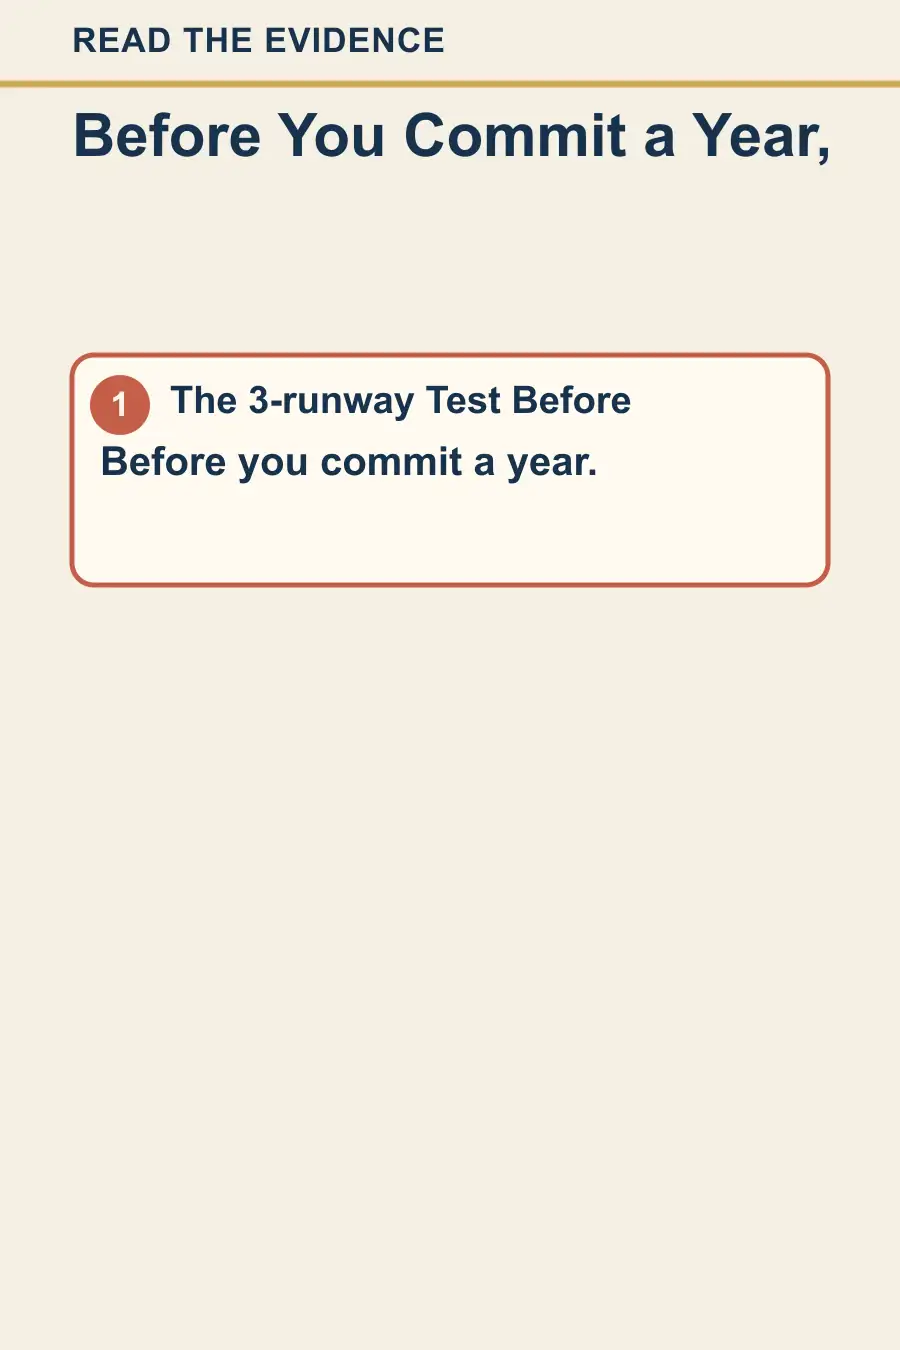 READ THE EVIDENCE
Before You Commit a Year,
1 The 3-runway Test Before
Before you commit a year.